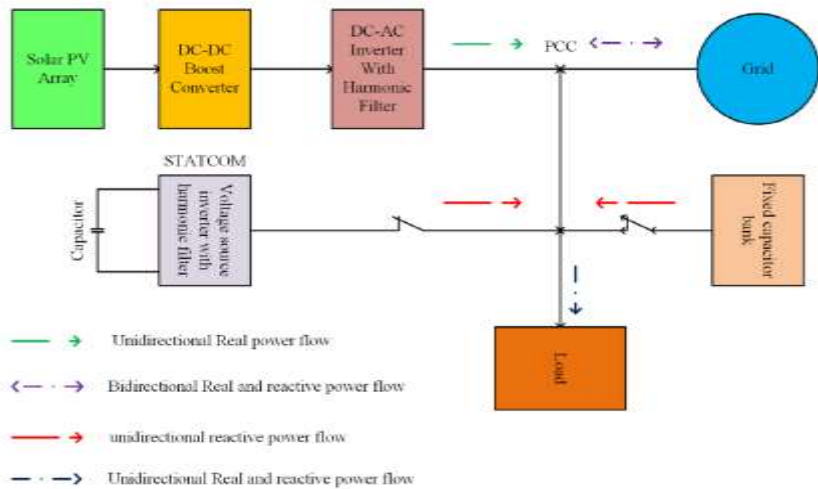 Solar PV
Array
DC-DC
Boost
Converter
DC-AC
Inverter
With
Harmonic
Filter
PCC
Grid
STATCOM
Capacitor
Voltage source
inverter with
harmonic filter
Fixed capacitor
bank
Load
Unidirectional Real power flow
Bidirectional Real and reactive power flow
unidirectional reactive power flow
Unidirectional Real and reactive power flow